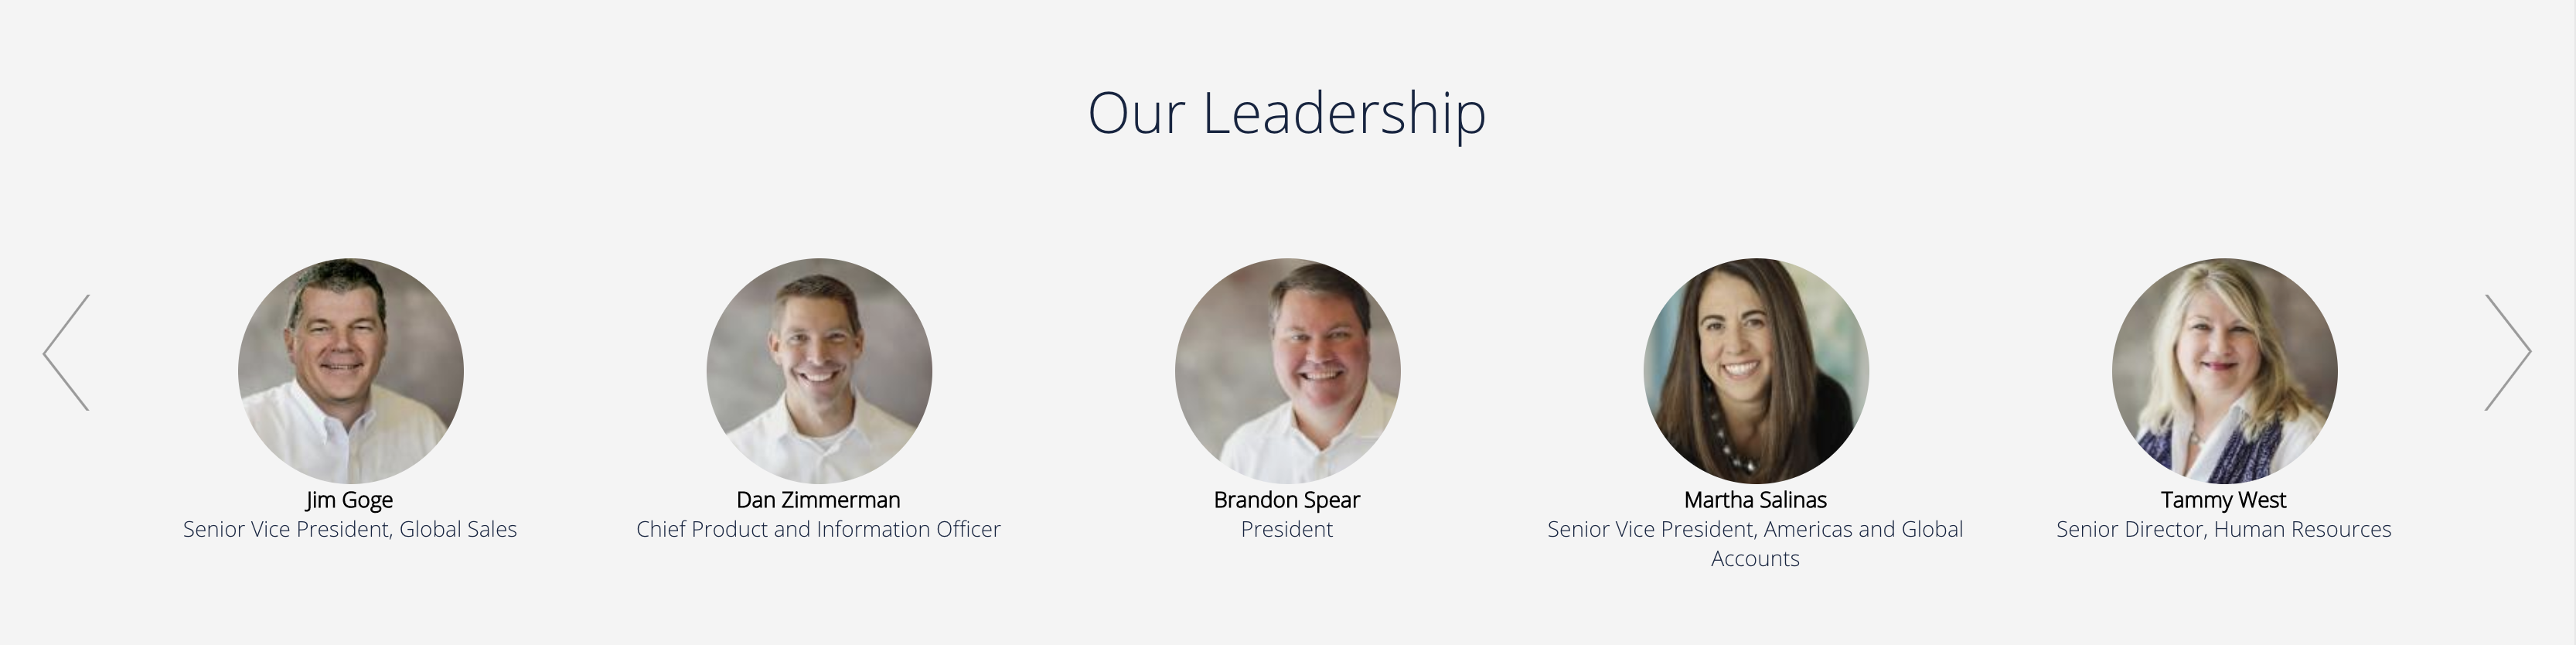 Our Leadership
Jim Goge
Senior Vice President, Global Sales
Dan Zimmerman
Chief Product and Information Officer
Brandon Spear
President
Martha Salinas
Senior Vice President, Americas and Global
Accounts
Tammy West
Senior Director, Human Resources